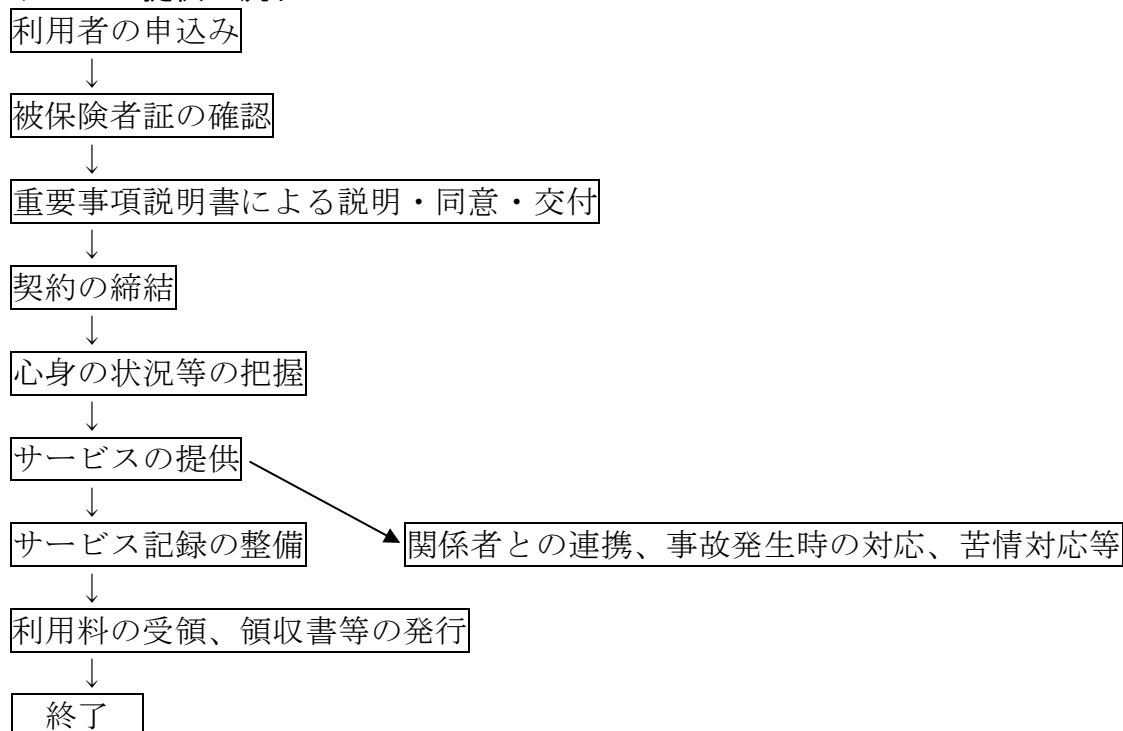 利用者の申込み
↓
被保険者証の確認
↓
重要事項説明書による説明・同意・交付
↓
契約の締結
↓
心身の状況等の把握
↓
サービスの提供
↓
サービス記録の整備
関係者との連携、事故発生時の対応、苦情対応等
↓
利用料の受領、領収書等の発行
↓
終了